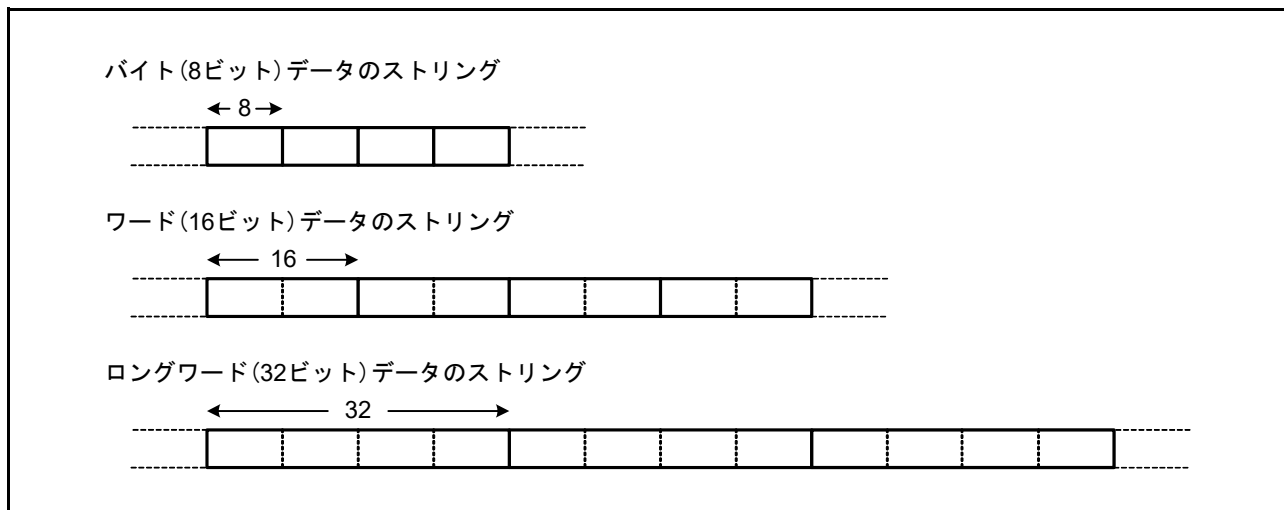 バイト(8ビット)データのストリング
8
ワード(16ビット)データのストリング
16
ロングワード(32ビット)データのストリング
32